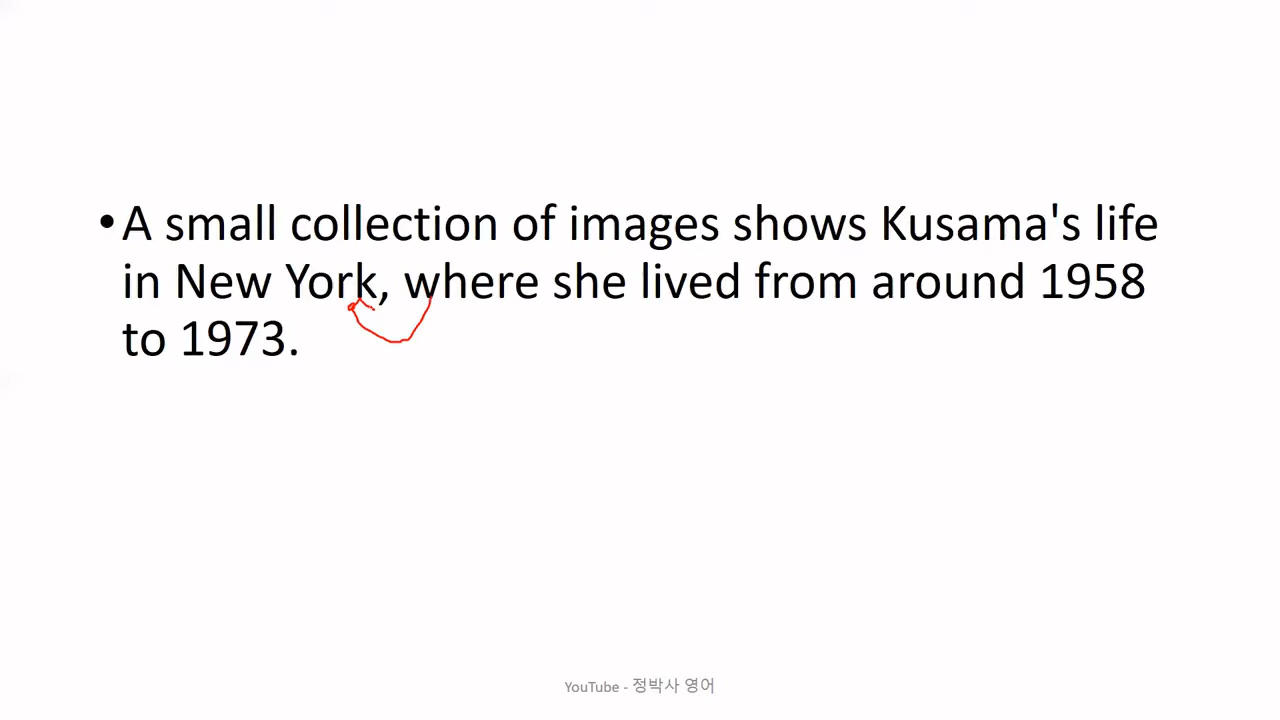 •A small collection of images shows Kusama's life
in New York, where she lived from around 1958
to 1973.
YouTube - 정박사 영어